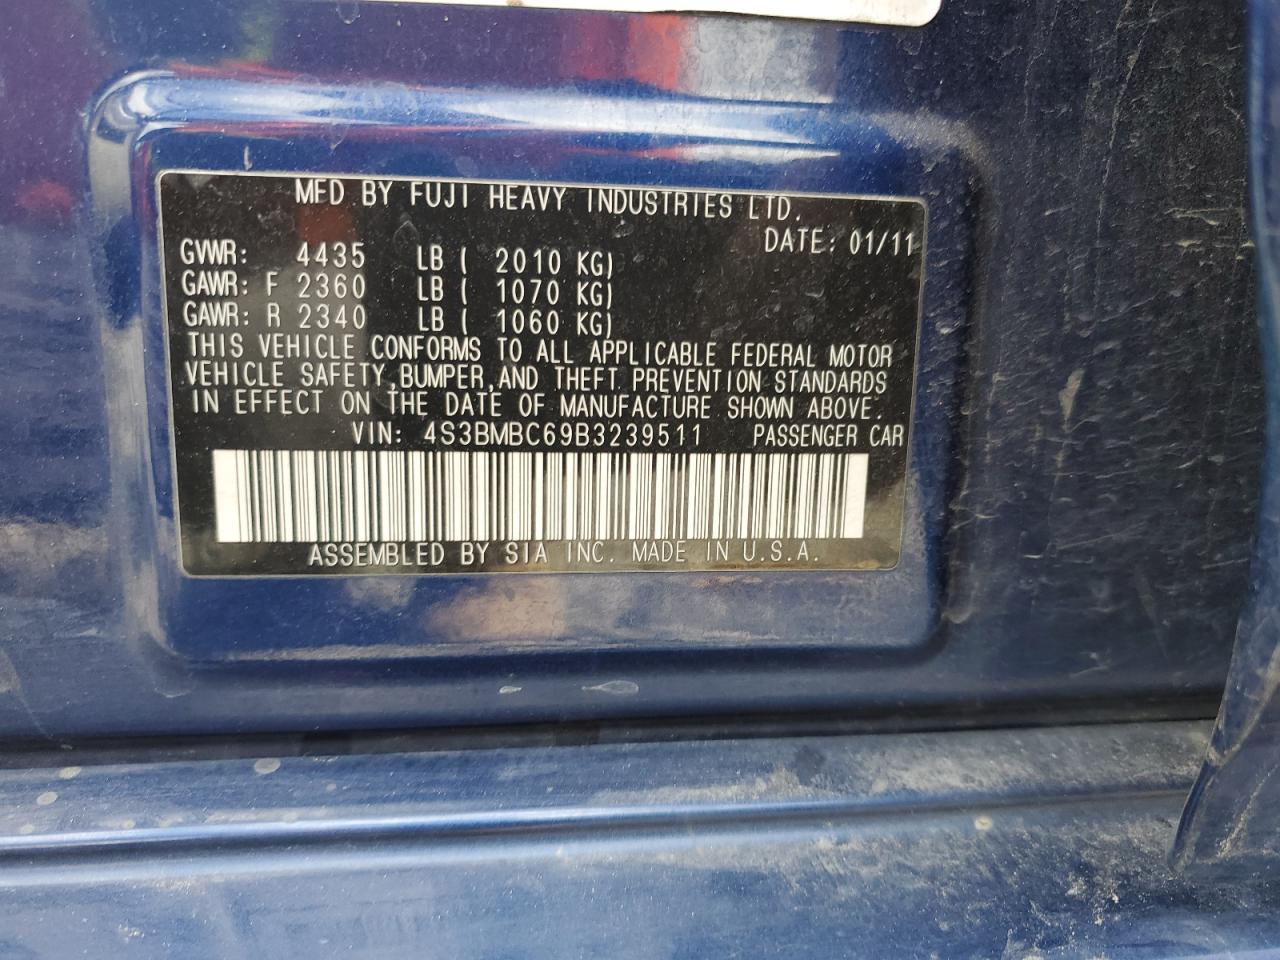 MFD BY FUJI HEAVY INDUSTRIES LTD.
DATE: 01/11
GVWR: 4435 LB ( 2010 KG)
GAWR: F 2360 LB ( 1070 KG)
GAWR: R 2340 LB ( 1060 KG)
THIS VEHICLE CONFORMS TO ALL APPLICABLE FEDERAL MOTOR
VEHICLE SAFETY,BUMPER,AND THEFT PREVENTION STANDARDS
IN EFFECT ON THE DATE OF MANUFACTURE SHOWN ABOVE.
VIN: 4S3BMBC69B3239511 PASSENGER CAR
ASSEMBLED BY SIA INC. MADE IN U.S.A.